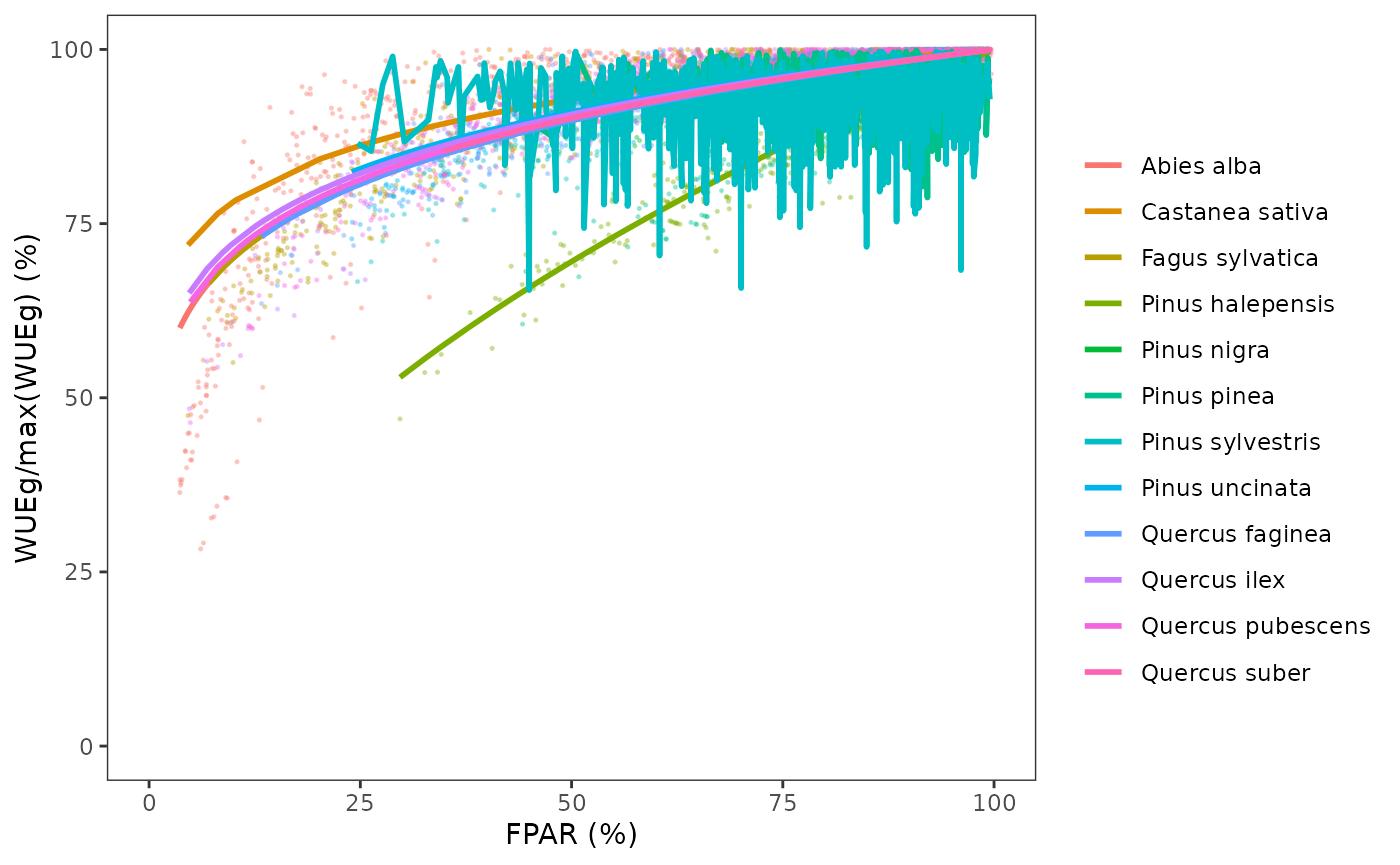 WUEg/max(WUEg) (%)
100
75
50
25
0
0
25
50
75
100
FPAR (%)
Abies alba
Castanea sativa
Fagus sylvatica
Pinus halepensis
Pinus nigra
Pinus pinea
Pinus sylvestris
Pinus uncinata
Quercus faginea
Quercus ilex
Quercus pubescens
Quercus suber